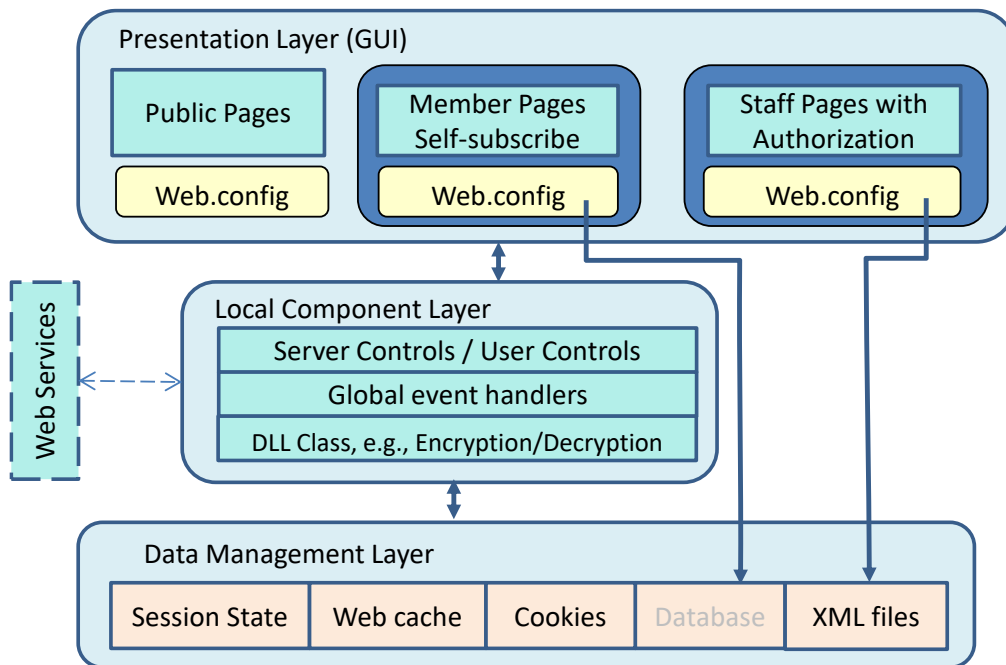 Presentation Layer (GUI)
Public Pages
Member Pages
Self-subscribe
Staff Pages with
Authorization
Web.config
Web.config
Web.config
Web Services
Local Component Layer
Server Controls / User Controls
Global event handlers
DLL Class, e.g., Encryption/Decryption
Data Management Layer
Session State
Web cache
Cookies
Database
XML files